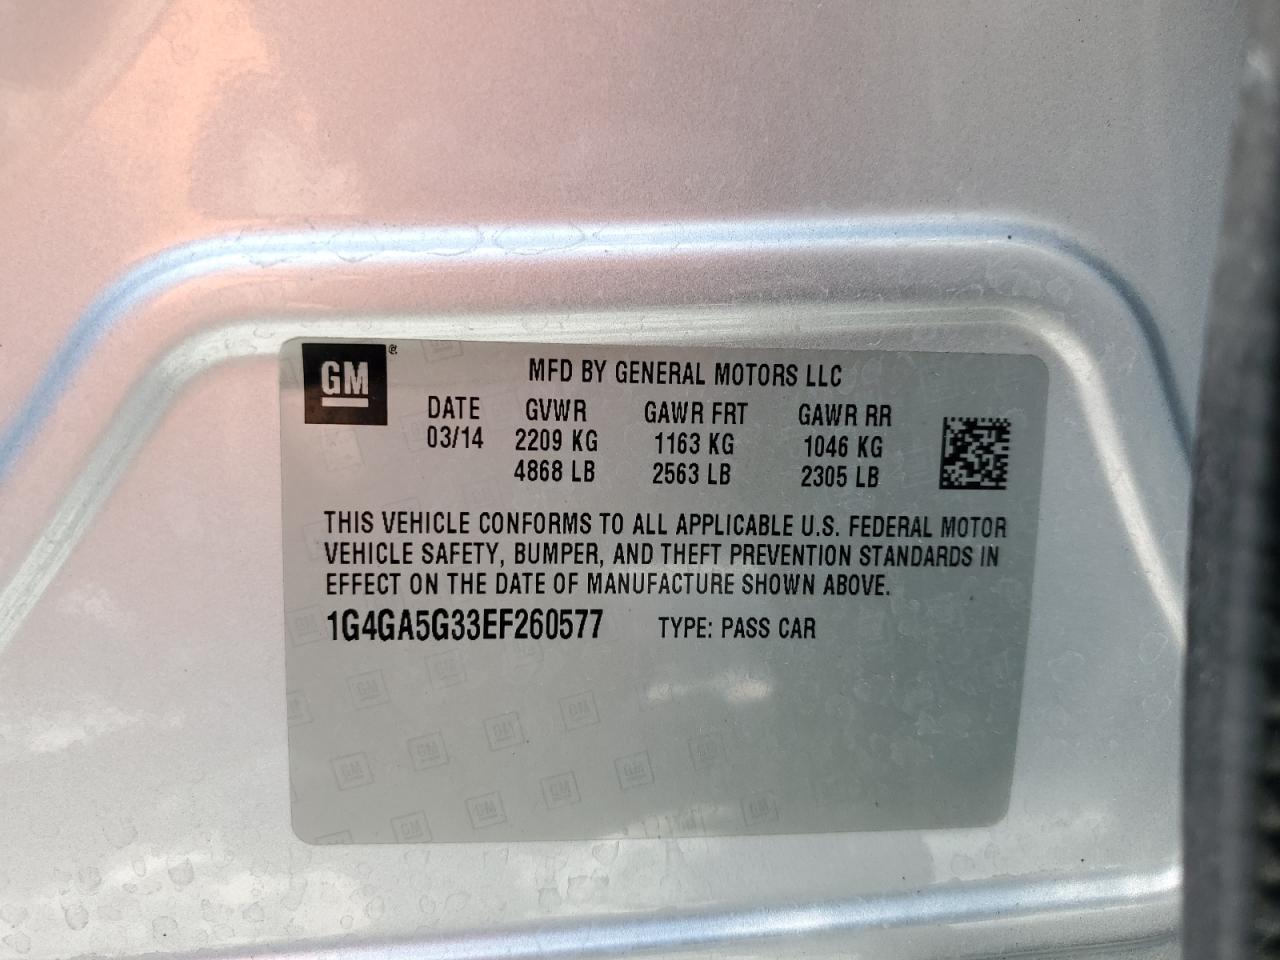 GM®
MFD BY GENERAL MOTORS LLC
DATE GVWR GAWR FRT GAWR RR
03/14 2209 KG 1163 KG 1046 KG
4868 LB 2563 LB 2305 LB
THIS VEHICLE CONFORMS TO ALL APPLICABLE U.S. FEDERAL MOTOR
VEHICLE SAFETY, BUMPER, AND THEFT PREVENTION STANDARDS IN
EFFECT ON THE DATE OF MANUFACTURE SHOWN ABOVE.
1G4GA5G33EF260577 TYPE: PASS CAR